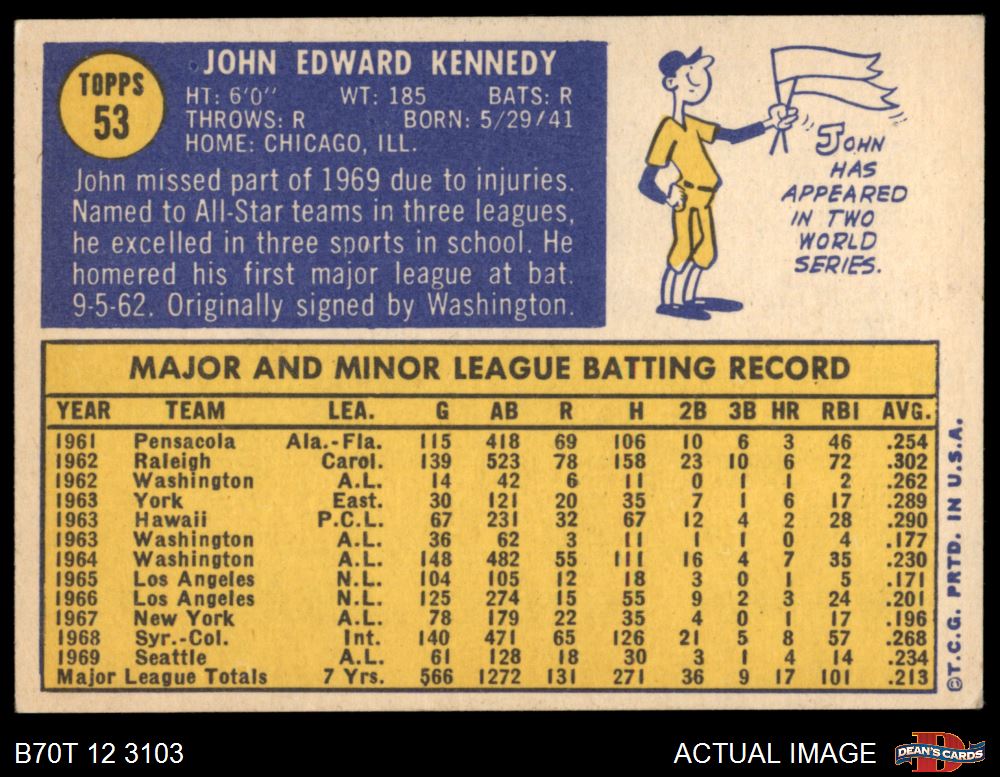 TOPPS
53
JOHN EDWARD KENNEDY
HT: 6'0" WT: 185 BATS: R
THROWS: R BORN: 5/29/41
HOME: CHICAGO, ILL.
John missed part of 1969 due to injuries.
Named to All-Star teams in three leagues,
he excelled in three sports in school. He
homered his first major league at bat.
9-5-62. Originally signed by Washington.
JOHN
HAS
APPEARED
IN TWO
WORLD
SERIES.
MAJOR AND MINOR LEAGUE BATTING RECORD
YEAR TEAM LEA. G AB R H 2B 3B HR RBI AVG.
1961 Pensacola Ala.-Fla. 115 418 69 106 10 6 3 46 .254
1962 Raleigh Carol. 139 523 78 158 23 10 6 72 .302
1962 Washington A.L. 14 42 6 11 0 1 1 2 .262
1963 York East. 30 121 20 35 7 1 6 17 .289
1963 Hawaii P.C.L. 67 231 32 67 12 4 2 28 .290
1963 Washington A.L. 36 62 3 11 1 1 0 4 .177
1964 Washington A.L. 148 482 55 111 16 4 7 35 .230
1965 Los Angeles N.L. 104 105 12 18 3 0 1 5 .171
1966 Los Angeles N.L. 125 274 15 55 9 2 3 24 .201
1967 New York A.L. 78 179 22 35 4 0 1 17 .196
1968 Syr.-Col. Int. 140 471 65 126 21 5 8 57 .268
1969 Seattle A.L. 61 128 18 30 3 1 4 14 .234
Major League Totals 7 Yrs. 566 1272 131 271 36 9 17 101 .213
©T.C.G. PRTD. IN U.S.A.
B70T 12 3103
ACTUAL IMAGE
DEAN'S CARDS